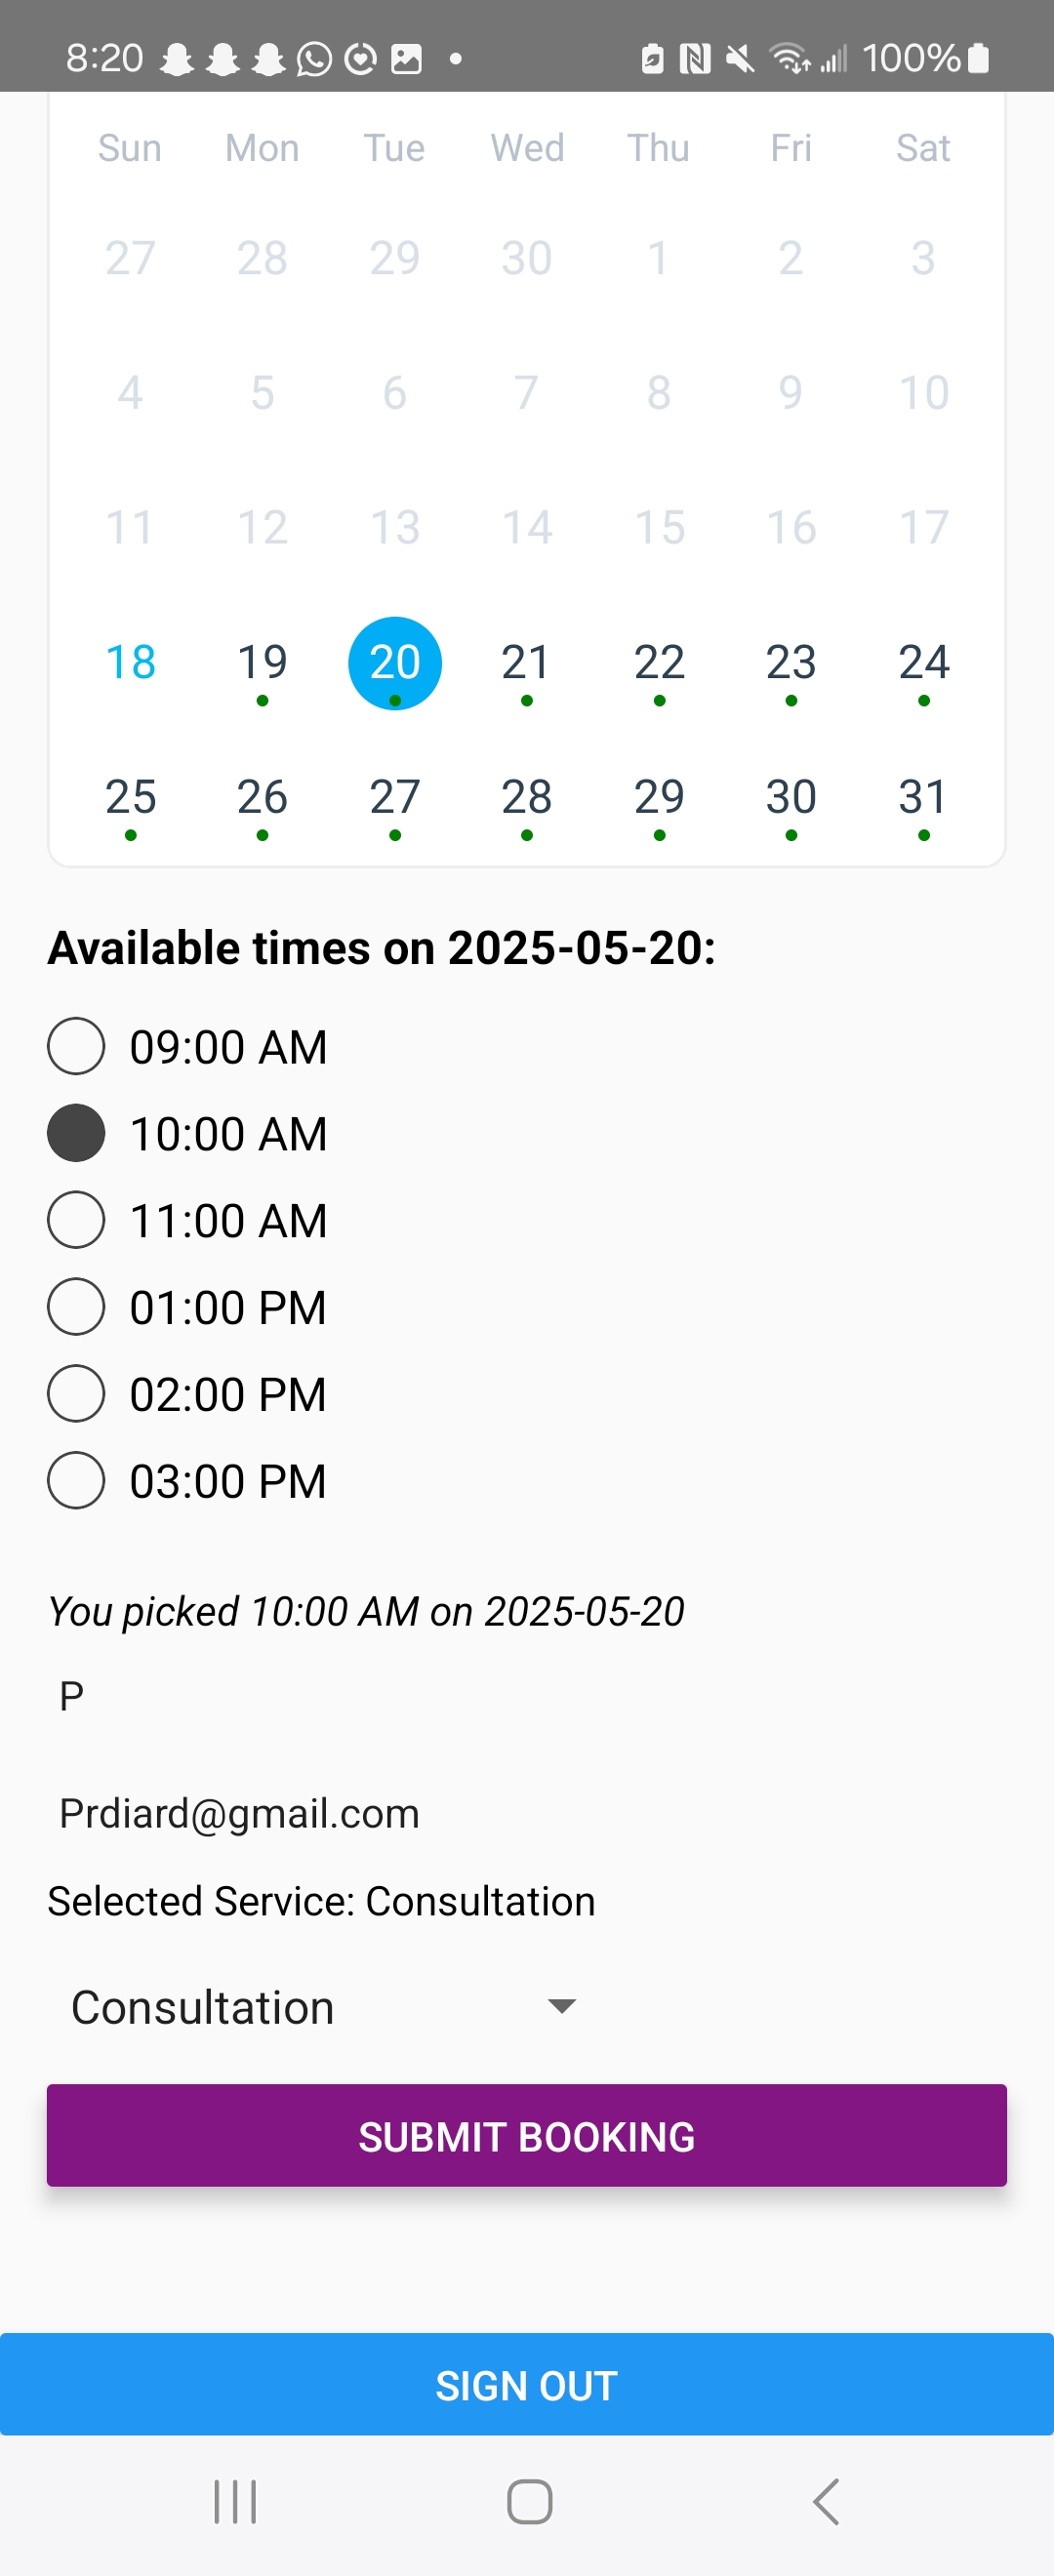 8:20 100%
Sun Mon Tue Wed Thu Fri Sat
27 28 29 30 1 2 3
4 5 6 7 8 9 10
11 12 13 14 15 16 17
18 19 20 21 22 23 24
25 26 27 28 29 30 31
Available times on 2025-05-20:
09:00 AM
10:00 AM
11:00 AM
01:00 PM
02:00 PM
03:00 PM
You picked 10:00 AM on 2025-05-20
P
Prdiard@gmail.com
Selected Service: Consultation
Consultation
SUBMIT BOOKING
SIGN OUT